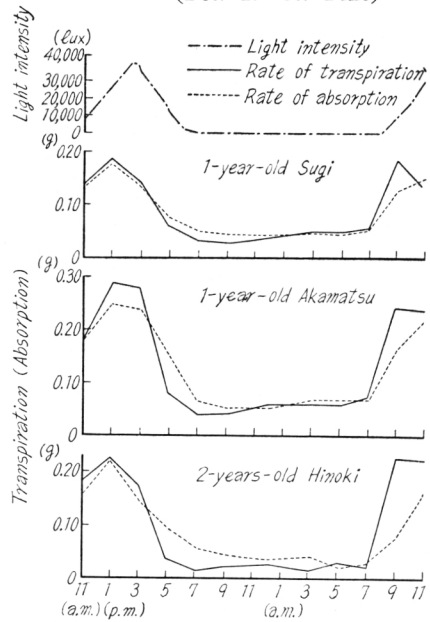 (lux)
Light intensity
40,000
30,000
20,000
10,000
0
Light intensity
Rate of transpiration
Rate of absorption
(g)
0.20
0.10
0
1-year-old Sugi
(g)
0.30
0.20
0.10
0
1-year-old Akamatsu
Transpiration (Absorption)
(g)
0.20
0.10
0
2-years-old Hinoki
11 1 3 5 7 9 11 1 3 5 7 9 11
(a.m.) (p.m.) (a.m.)